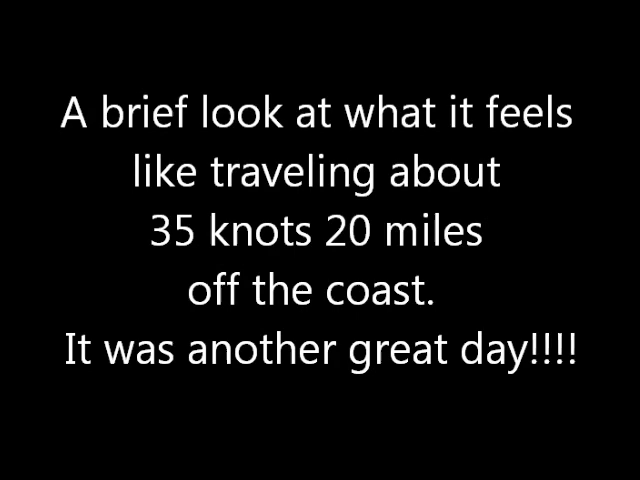 A brief look at what it feels
like traveling about
35 knots 20 miles
off the coast.
It was another great day!!!!